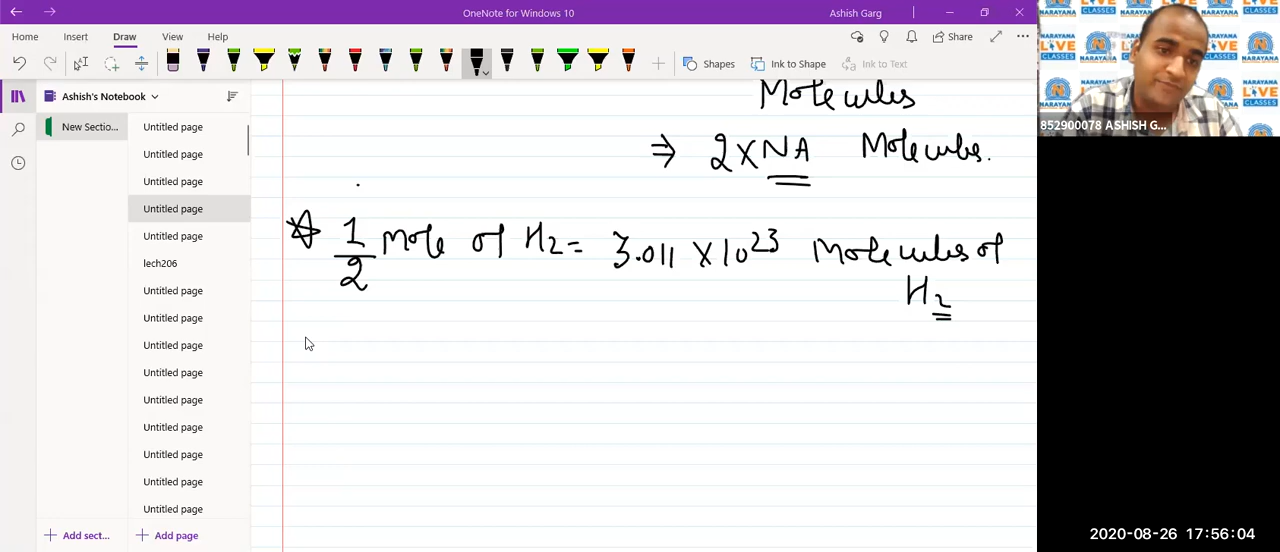 OneNote for Windows 10
Ashish Garg
Home Insert Draw View Help
Share
Shapes
Ink to Shape
Ink to Text
Ashish's Notebook
New Sectio...
Untitled page
Untitled page
Untitled page
Untitled page
Untitled page
lech206
Untitled page
Untitled page
Untitled page
Untitled page
Untitled page
Untitled page
Untitled page
Untitled page
Untitled page
Add sect...
Add page
Molecules
⇒ 2 X NA Molecules.
1/2 Mole of H2 = 3.011 X 10^23 Molecules of
H2
NARAYANA
LIVE
CLASSES
852900078 ASHISH G...
2020-08-26 17:56:04